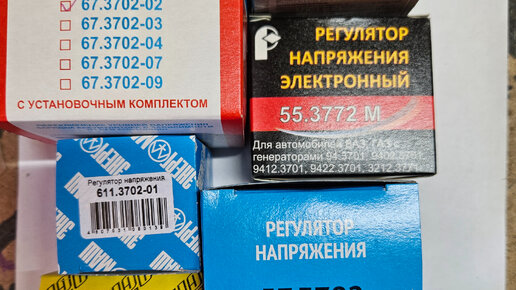 67.3702-02
67.3702-03
67.3702-04
67.3702-07
67.3702-09
С УСТАНОВОЧНЫМ КОМПЛЕКТОМ
РЕГУЛЯТОР
НАПРЯЖЕНИЯ
ЭЛЕКТРОННЫЙ
55.3772 М
Для автомобилей ВАЗ, ГАЗ с
генераторами 94.3701, 9402.3701,
9412.3701, 9422.3701, 3212.3771
Регулятор напряжения
611.3702-01
РЕГУЛЯТОР
НАПРЯЖЕНИЯ